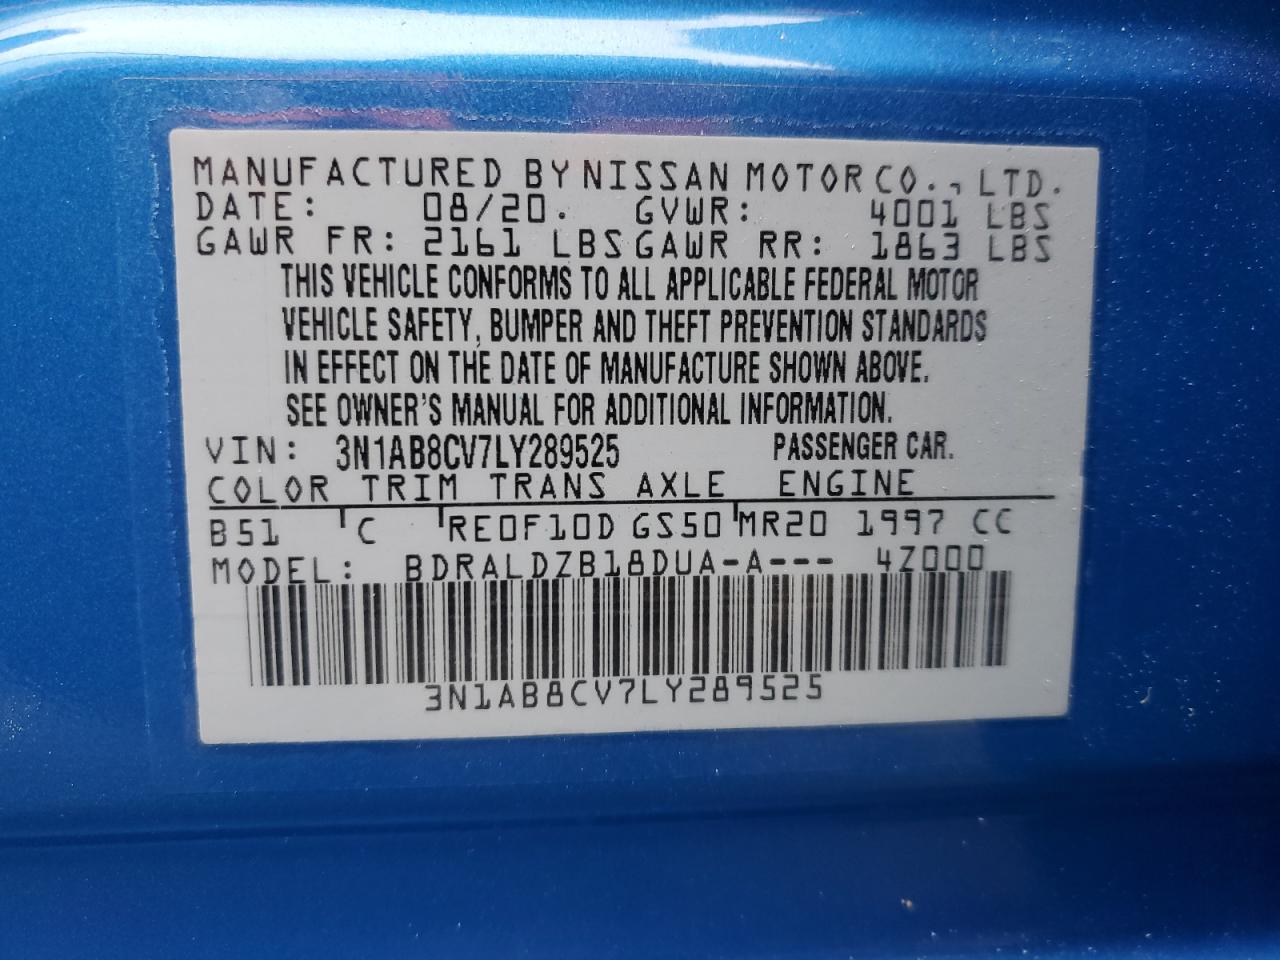 MANUFACTURED BY NISSAN MOTOR CO., LTD.
DATE: 08/20. GVWR: 4001 LBS
GAWR FR: 2161 LBS GAWR RR: 1863 LBS
THIS VEHICLE CONFORMS TO ALL APPLICABLE FEDERAL MOTOR
VEHICLE SAFETY, BUMPER AND THEFT PREVENTION STANDARDS
IN EFFECT ON THE DATE OF MANUFACTURE SHOWN ABOVE.
SEE OWNER'S MANUAL FOR ADDITIONAL INFORMATION.
VIN: 3N1AB8CV7LY289525 PASSENGER CAR.
COLOR TRIM TRANS AXLE ENGINE
B51 C RE0F10D GS50 MR20 1997 CC
MODEL: BDRALDZB18DUA-A--- 4Z000
3N1AB8CV7LY289525